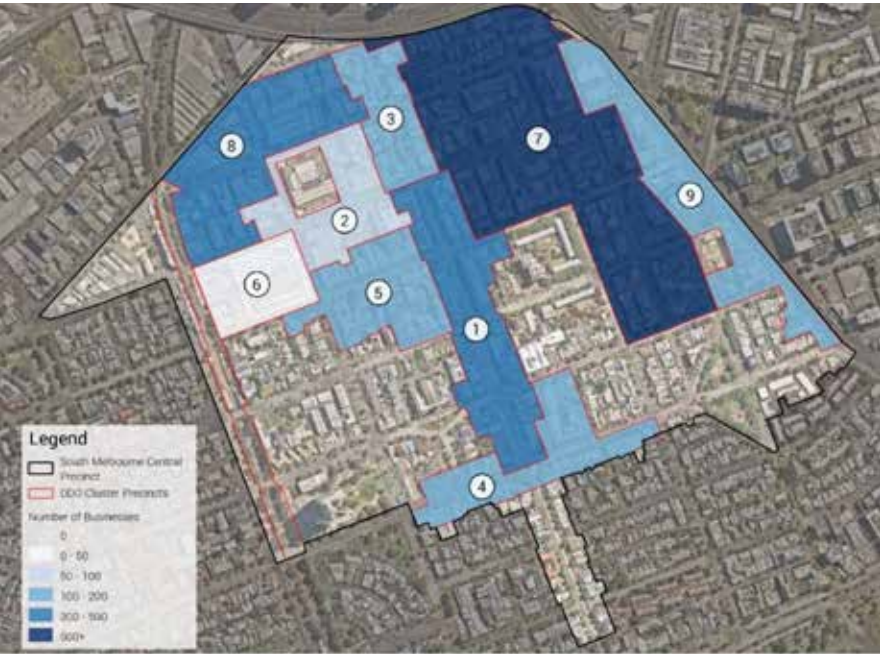 8
3
7
9
2
6
5
1
4
Legend
South Melbourne Central
Precinct
DDO Cluster Precincts
Number of Businesses
0
0 - 50
50 - 100
100 - 200
200 - 500
500+